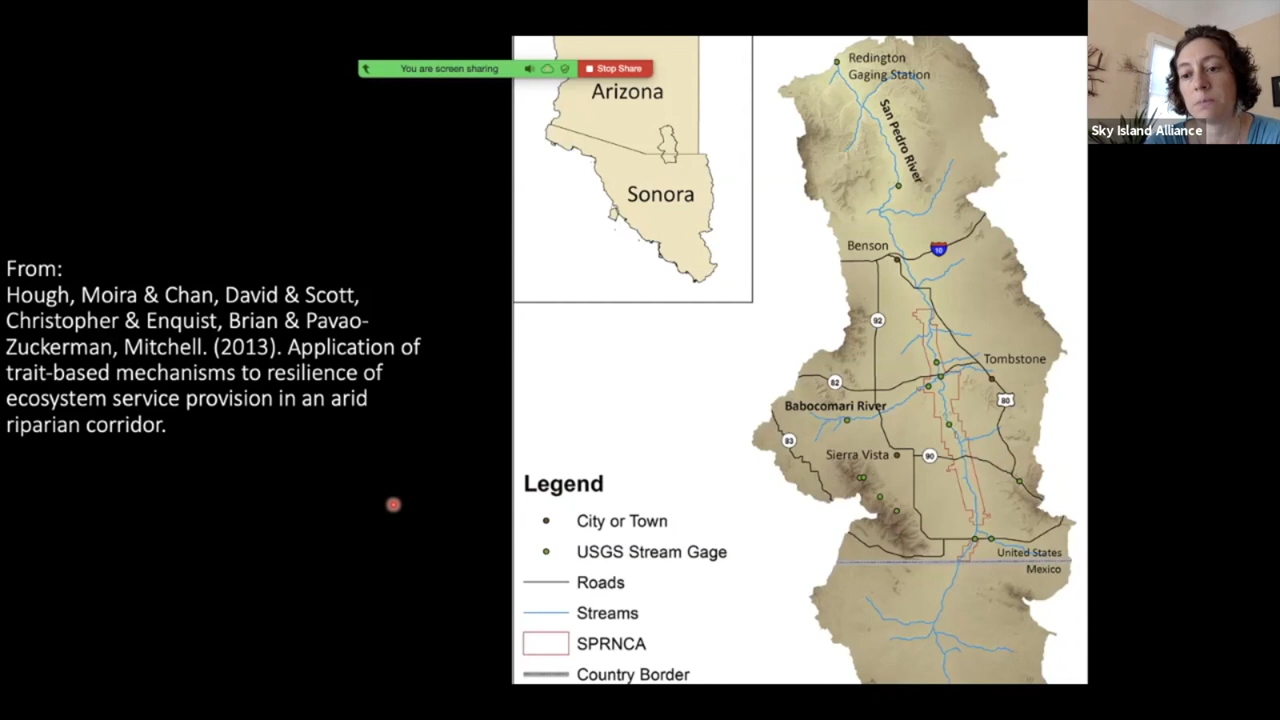 You are screen sharing
Stop Share
Sky Island Alliance
From:
Hough, Moira & Chan, David & Scott,
Christopher & Enquist, Brian & Pavao-
Zuckerman, Mitchell. (2013). Application of
trait-based mechanisms to resilience of
ecosystem service provision in an arid
riparian corridor.
Arizona
Sonora
Redington
Gaging Station
San Pedro River
Benson
10
92
Tombstone
82
80
Babocomari River
83
Sierra Vista
90
United States
Mexico
Legend
City or Town
USGS Stream Gage
Roads
Streams
SPRNCA
Country Border